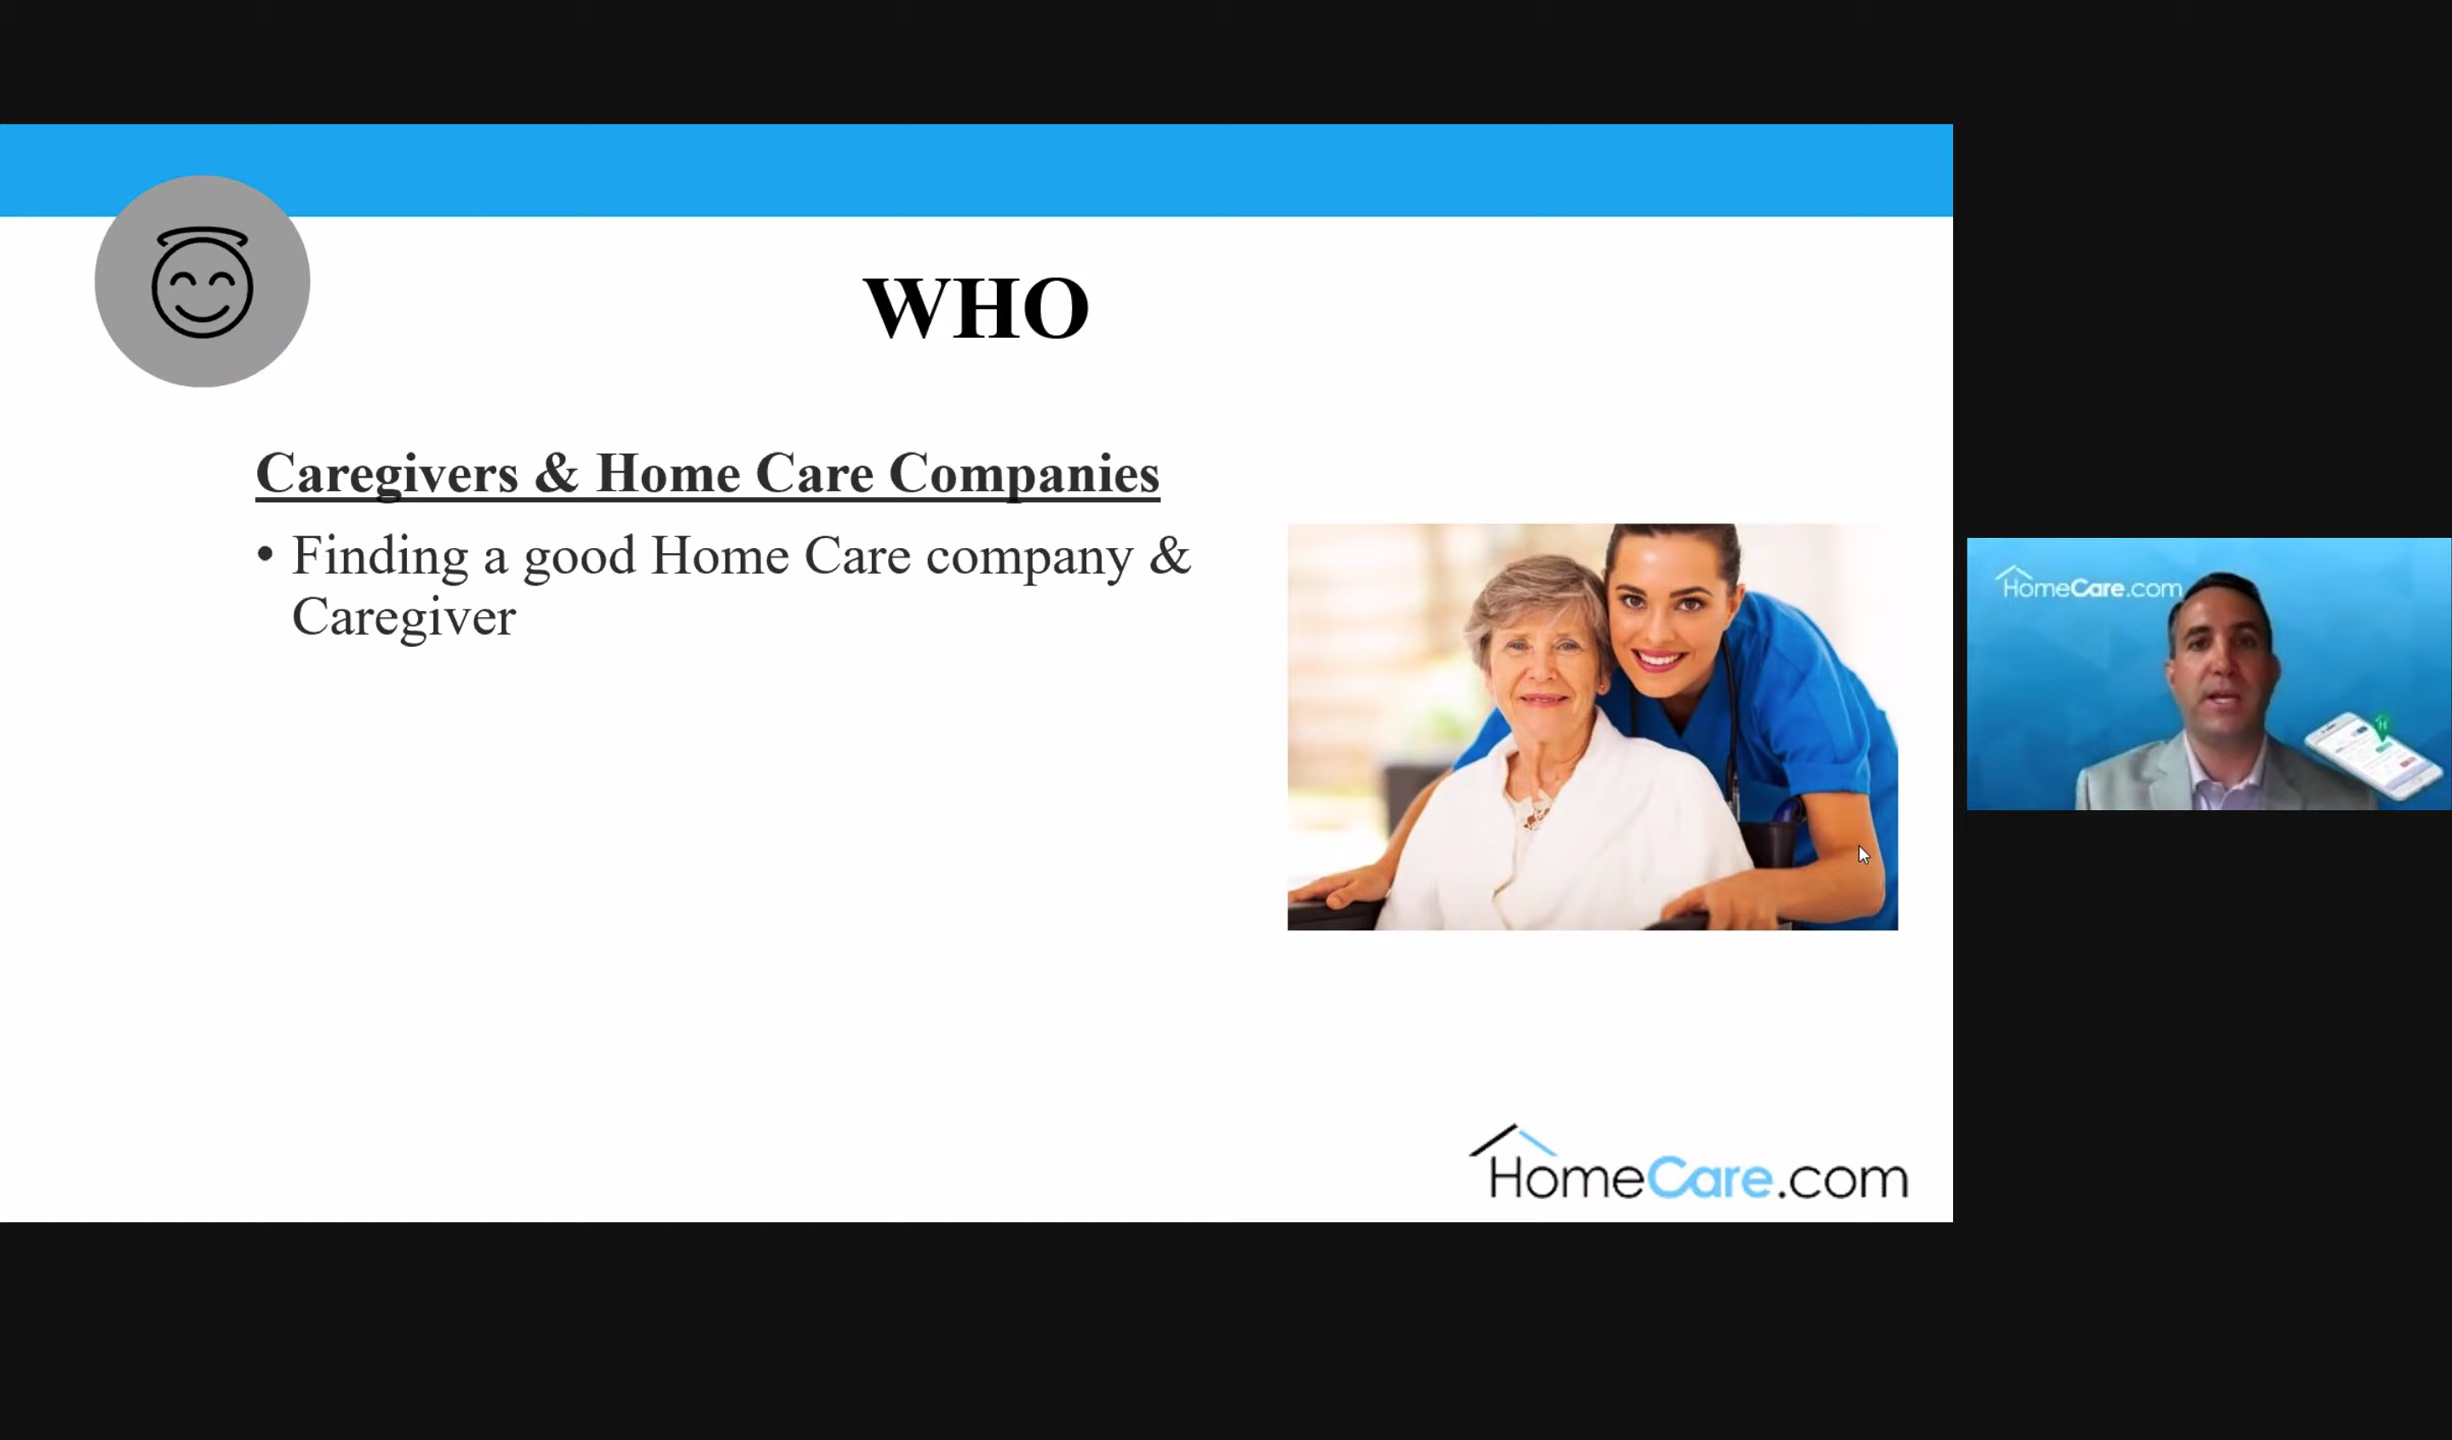 WHO
Caregivers & Home Care Companies
• Finding a good Home Care company &
Caregiver
HomeCare.com
HomeCare.com